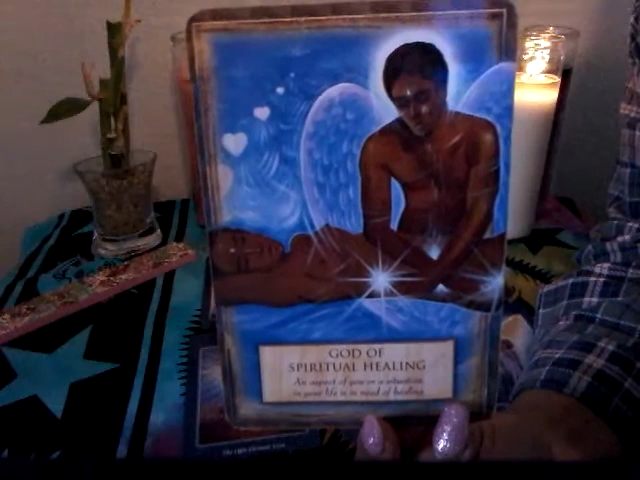 GOD OF
SPIRITUAL HEALING
An aspect of you or a situation
in your life is in need of healing